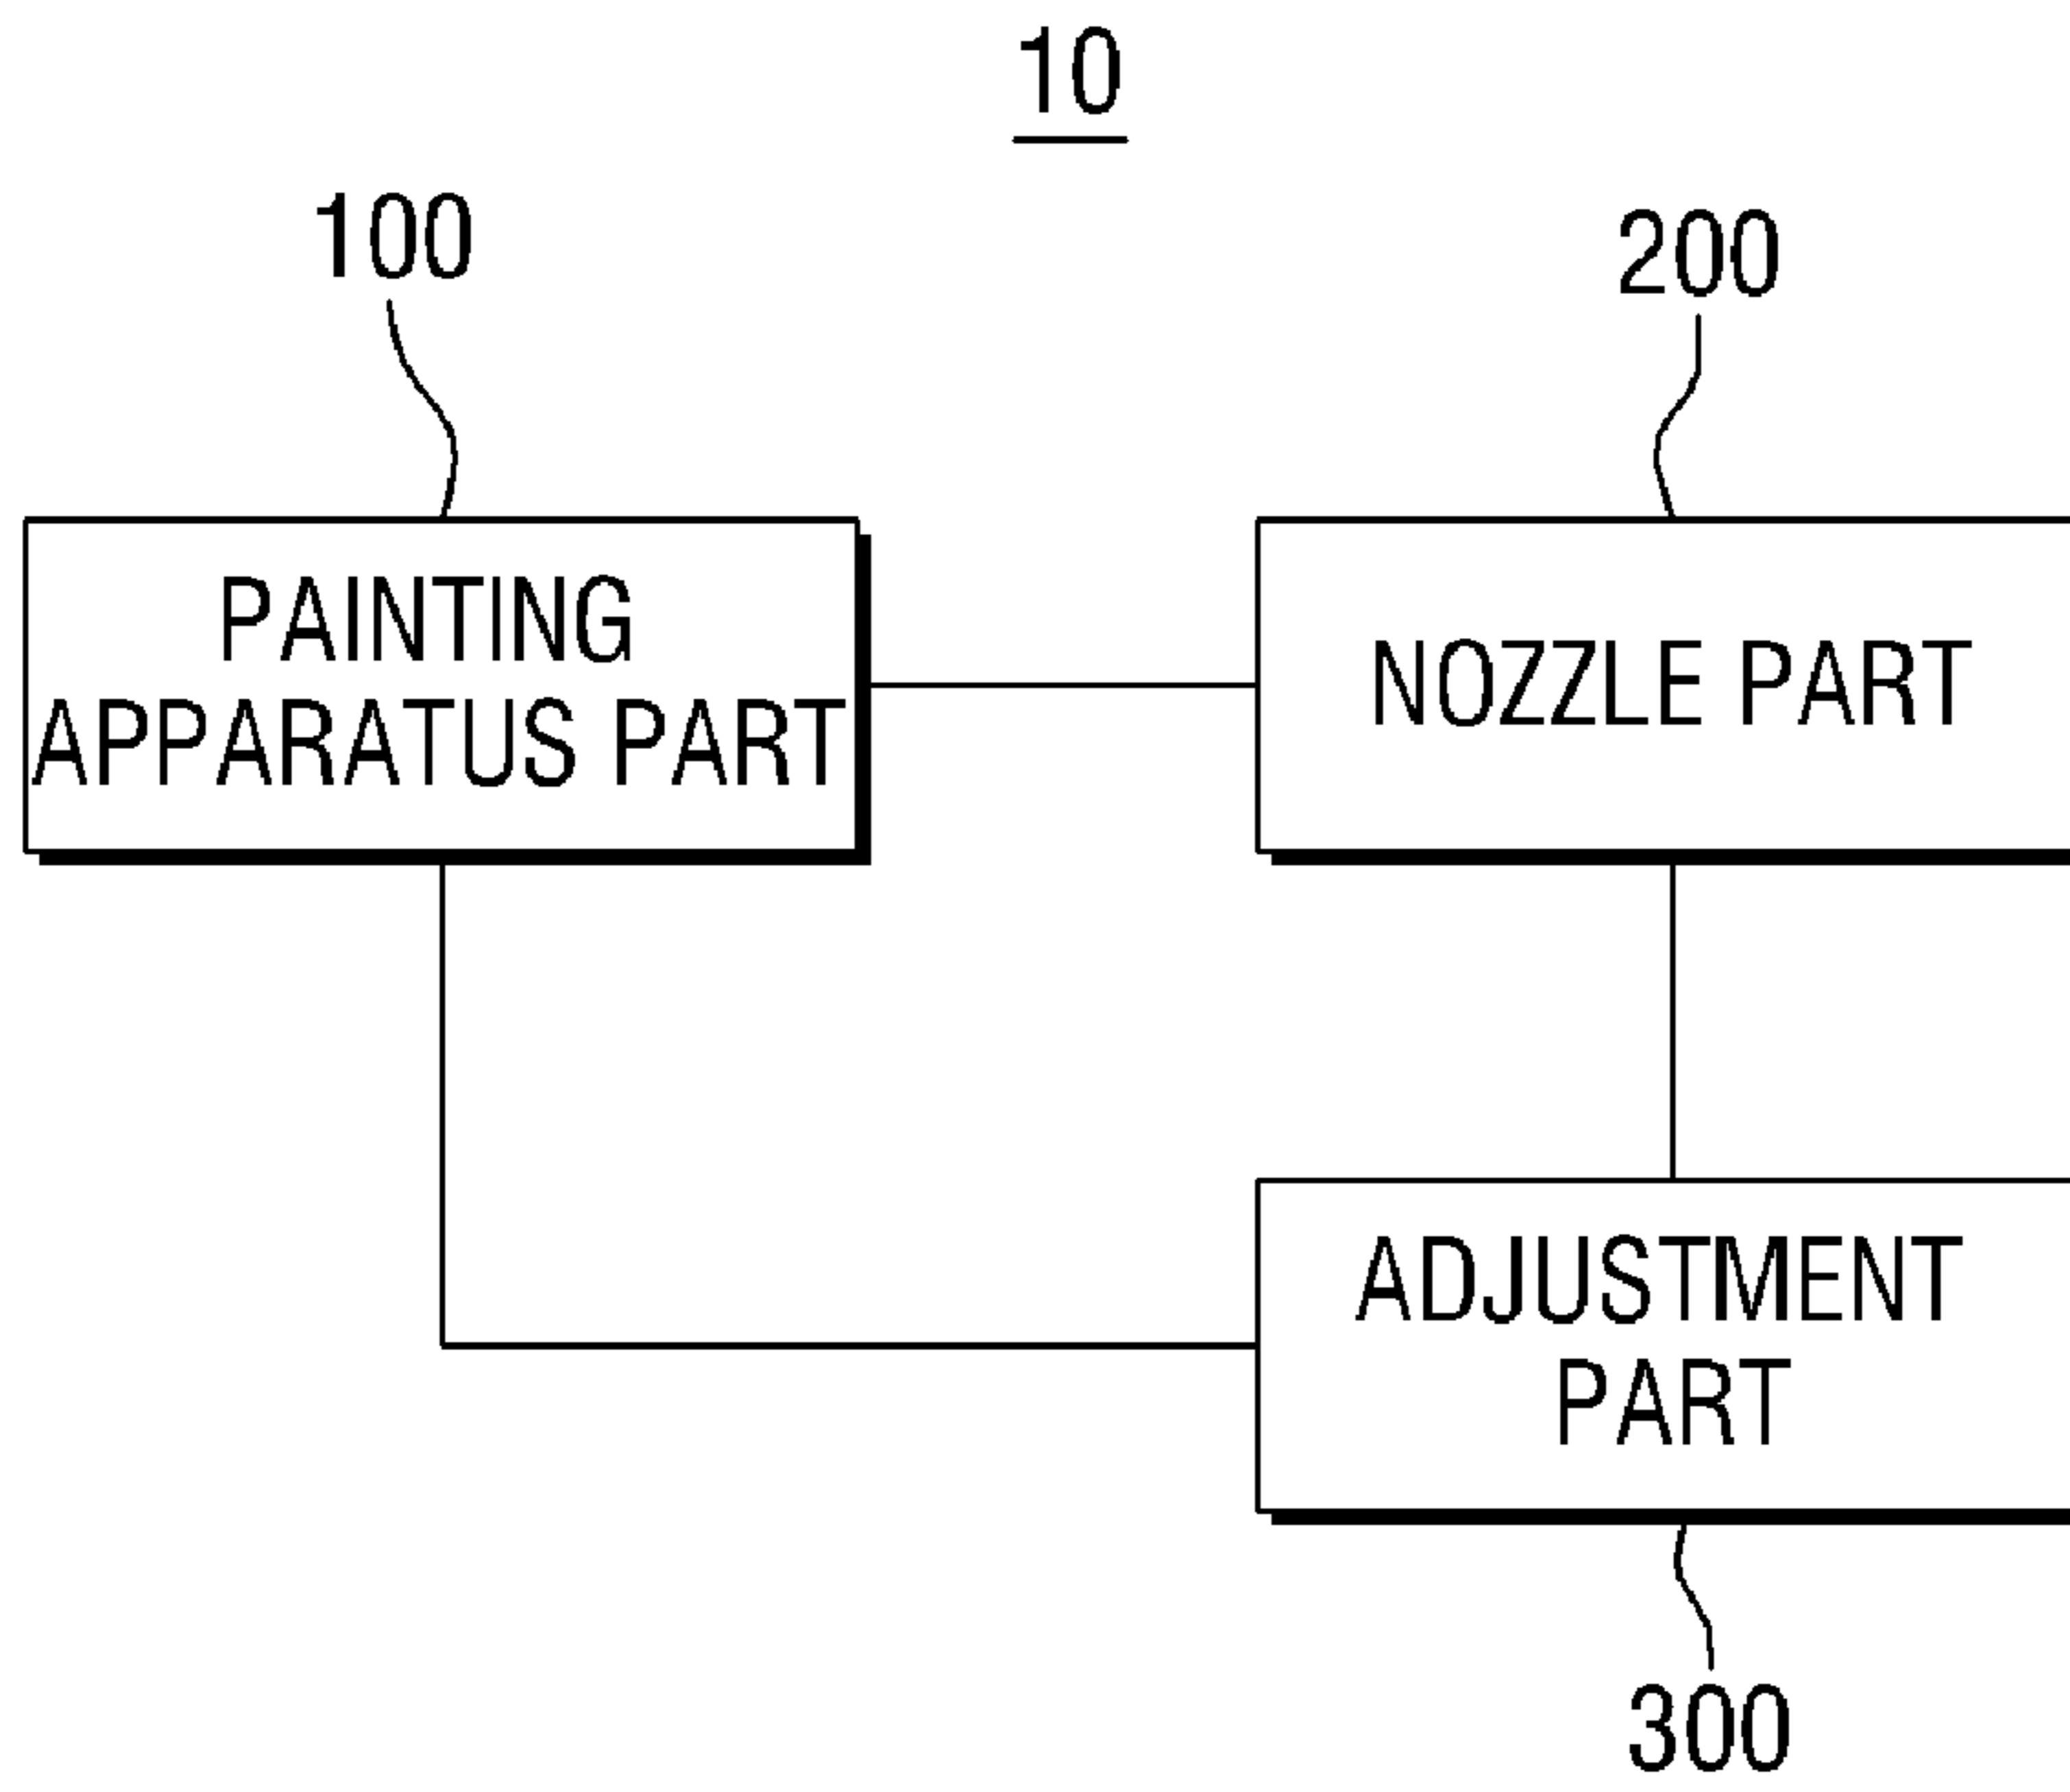 10
100
200
PAINTING
APPARATUS PART
NOZZLE PART
ADJUSTMENT
PART
300